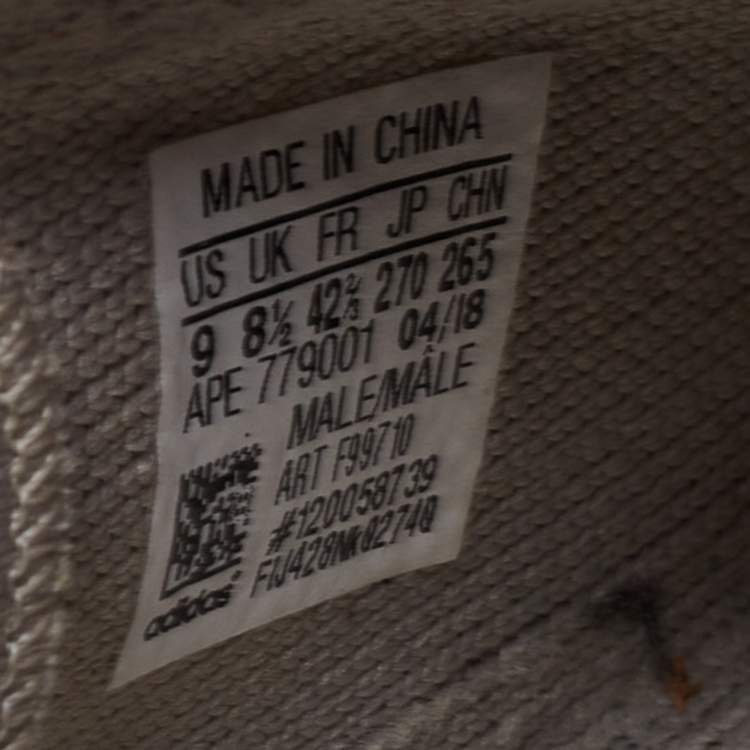 MADE IN CHINA
US UK FR JP CHN
9 8½ 42⅔ 270 265
APE 779001 04/18
MALE/MÂLE
ART F99710
#120058739
adidas